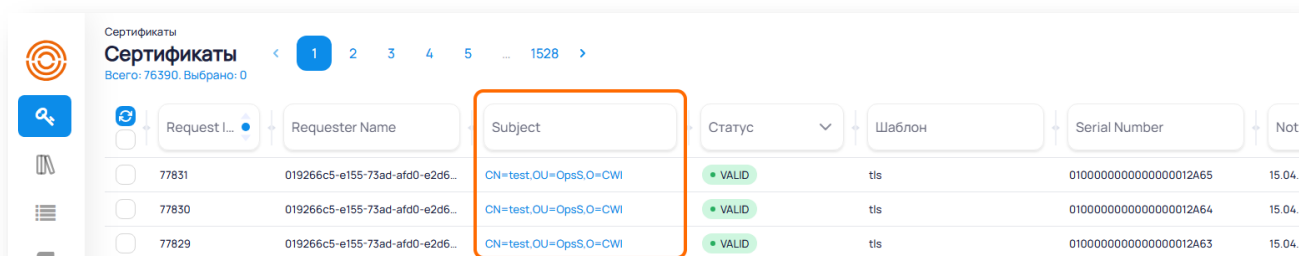 Сертификаты
Сертификаты < 1 2 3 4 5 ... 1528 >
Всего: 76390. Выбрано: 0
Request I... Requester Name Subject Статус Шаблон Serial Number Not
77831 019266c5-e155-73ad-afd0-e2d6... CN=test,OU=OpsS,O=CWI VALID tls 0100000000000000012A65 15.04.
77830 019266c5-e155-73ad-afd0-e2d6... CN=test,OU=OpsS,O=CWI VALID tls 0100000000000000012A64 15.04.
77829 019266c5-e155-73ad-afd0-e2d6... CN=test,OU=OpsS,O=CWI VALID tls 0100000000000000012A63 15.04.